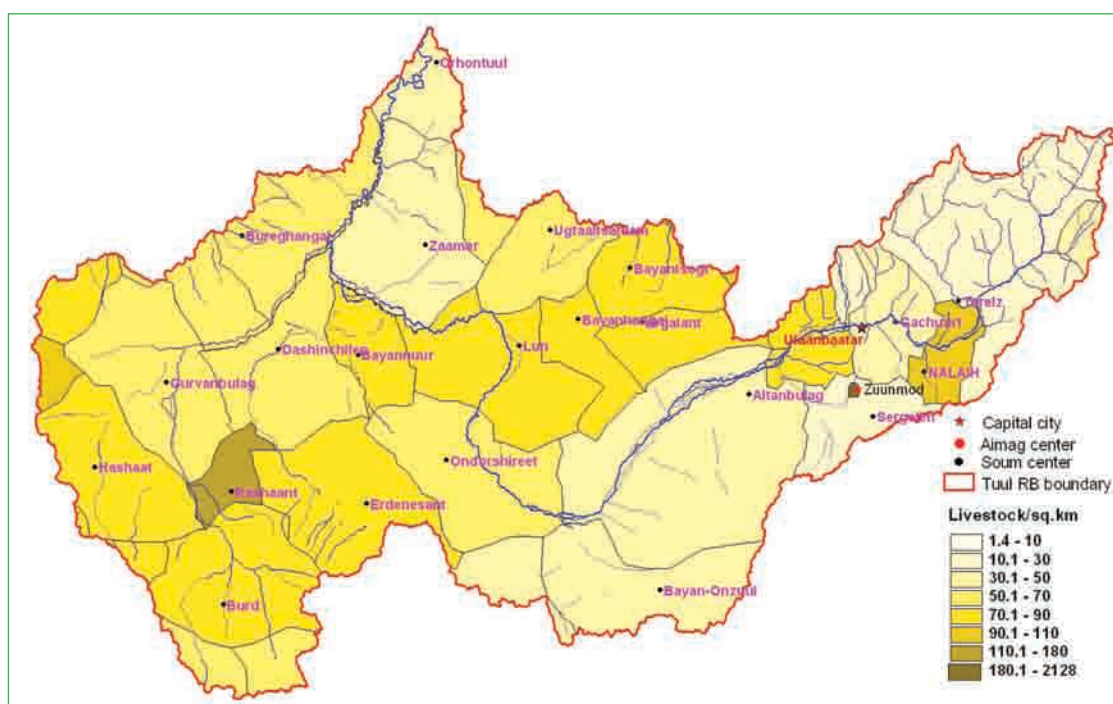 Orhontuul
Bureghangai
Zaamar
Ugtaaltsaidam
Bayantsogt
Bayanhangai
Argalant
Lun
Dashinchilen
Bayannuur
Gurvanbulag
Ulaanbaatar
Gachuurt
Terelz
NALAIH
Zuunmod
Altanbulag
Sergelen
Hashaat
Rashaant
Ondorshireet
Erdenesant
Burd
Bayan-Onzuul
Capital city
Aimag center
Soum center
Tuul RB boundary
Livestock/sq.km
1.4 - 10
10.1 - 30
30.1 - 50
50.1 - 70
70.1 - 90
90.1 - 110
110.1 - 180
180.1 - 2128